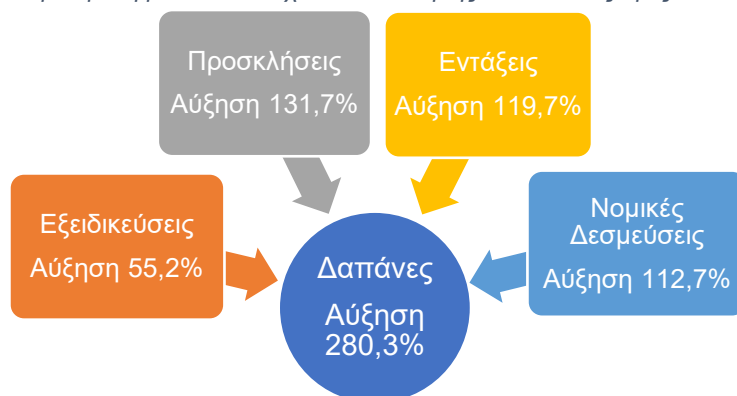 Προσκλήσεις
Αύξηση 131,7%
Εντάξεις
Αύξηση 119,7%
Εξειδικεύσεις
Αύξηση 55,2%
Νομικές
Δεσμεύσεις
Αύξηση 112,7%
Δαπάνες
Αύξηση
280,3%